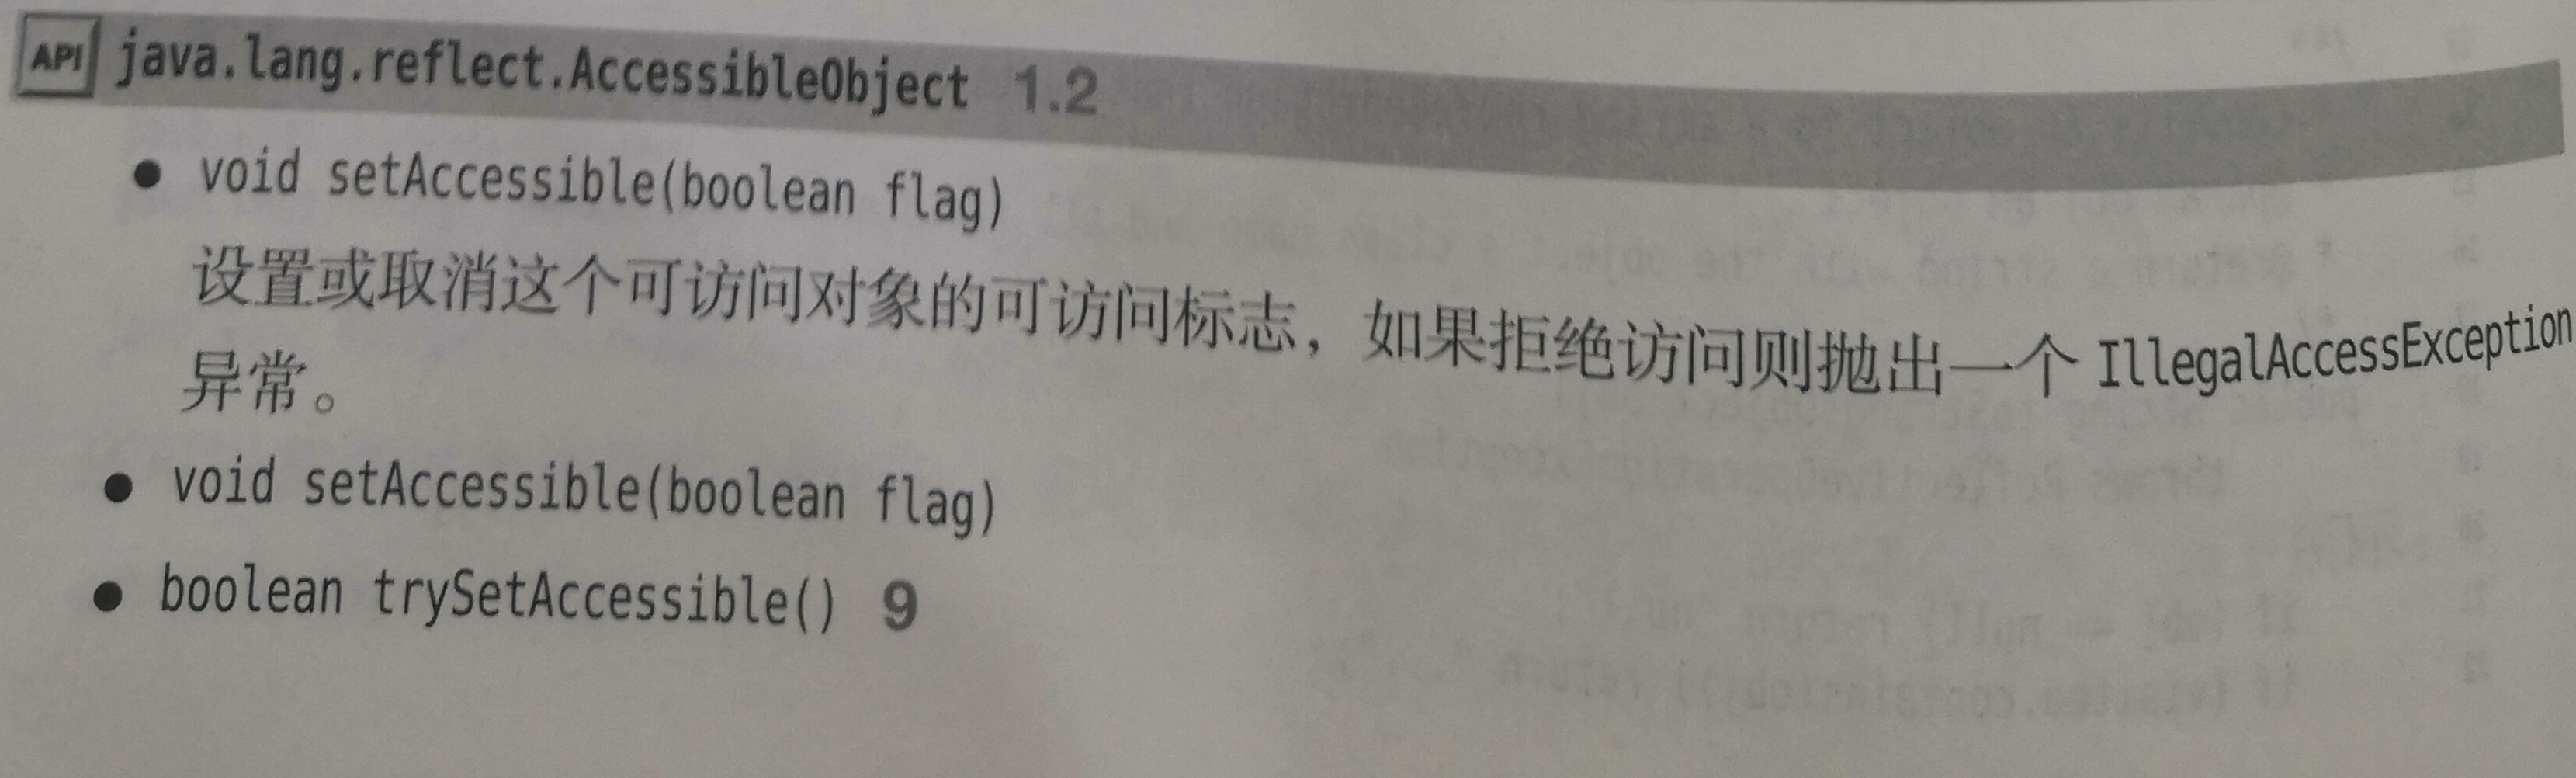 API java.lang.reflect.AccessibleObject 1.2
● void setAccessible(boolean flag)
设置或取消这个可访问对象的可访问标志，如果拒绝访问则抛出一个 IllegalAccessException
异常。
● void setAccessible(boolean flag)
● boolean trySetAccessible() 9